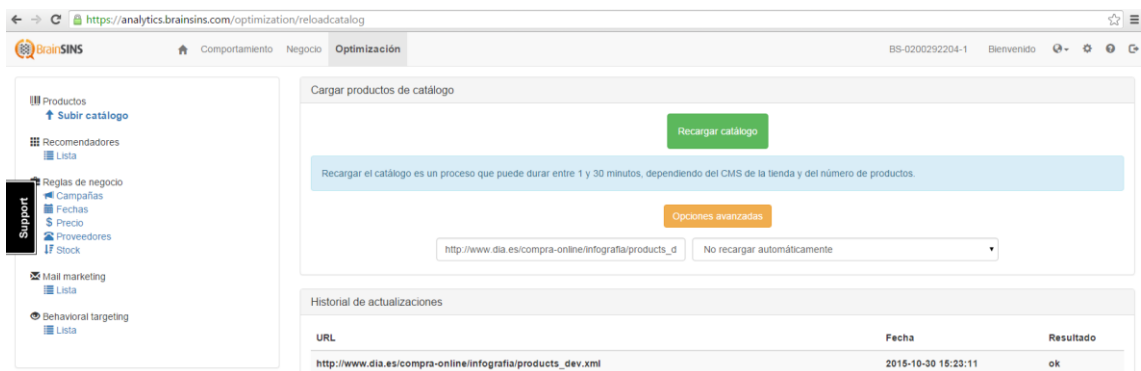 https://analytics.brainsins.com/optimization/reloadcatalog
BrainSINS Comportamiento Negocio Optimización BS-0200292204-1 Bienvenido
Productos
Subir catálogo
Recomendadores
Lista
Reglas de negocio
Campañas
Fechas
Precio
Proveedores
Stock
Mail marketing
Lista
Behavioral targeting
Lista
Support
Cargar productos de catálogo
Recargar catálogo
Recargar el catálogo es un proceso que puede durar entre 1 y 30 minutos, dependiendo del CMS de la tienda y del número de productos.
Opciones avanzadas
http://www.dia.es/compra-online/infografia/products_d No recargar automáticamente
Historial de actualizaciones
URL Fecha Resultado
http://www.dia.es/compra-online/infografia/products_dev.xml 2015-10-30 15:23:11 ok